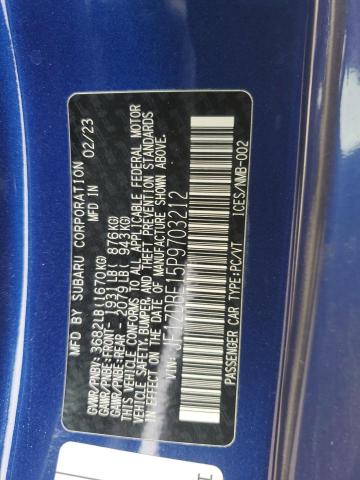 MFD BY SUBARU CORPORATION
MFD IN 02/23
GVWR/PNBV: 3682LB(1670KG)
GAWR/PNBE:FRONT- 1931LB( 876KG)
GAWR/PNBE:REAR - 2079LB( 943KG)
THIS VEHICLE CONFORMS TO ALL APPLICABLE FEDERAL MOTOR
VEHICLE SAFETY, BUMPER, AND THEFT PREVENTION STANDARDS
IN EFFECT ON THE DATE OF MANUFACTURE SHOWN ABOVE.
VIN: JF1ZDBE15P9703212
PASSENGER CAR TYPE:PC/VT ICES/NMB-002